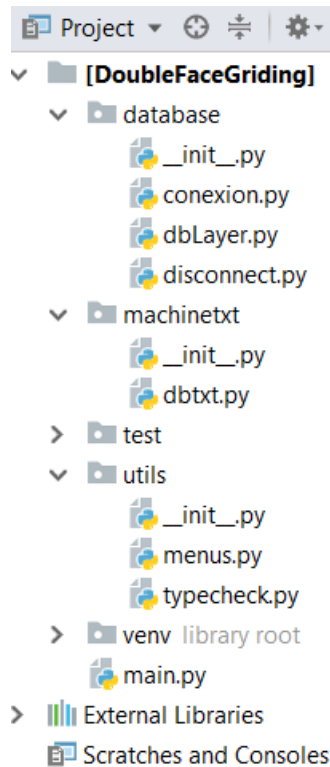 Project
[DoubleFaceGriding]
database
__init__.py
conexion.py
dbLayer.py
disconnect.py
machinetxt
__init__.py
dbtxt.py
test
utils
__init__.py
menus.py
typecheck.py
venv library root
main.py
External Libraries
Scratches and Consoles